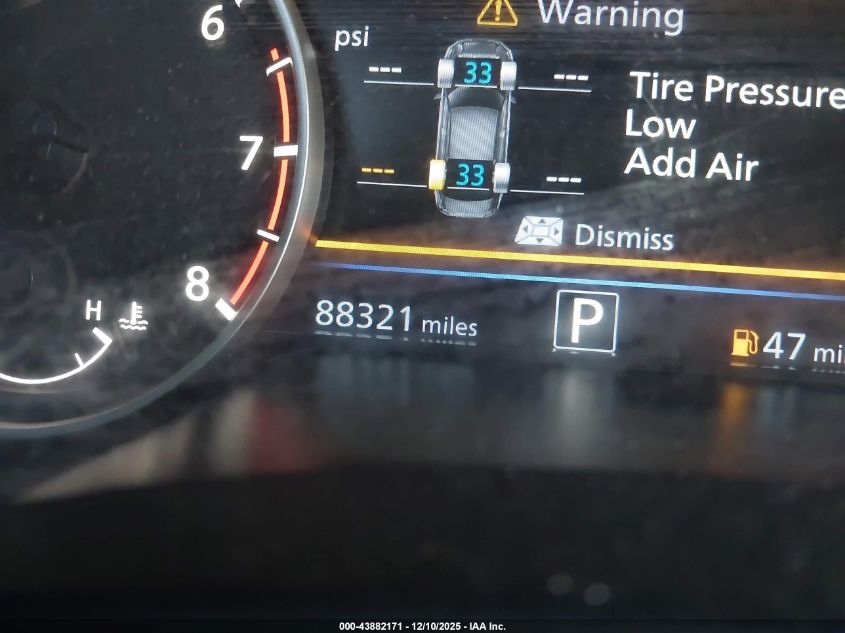 6
Warning
psi
--- 33 ---
Tire Pressure
Low
Add Air
7
--- 33 ---
Dismiss
8
H
88321 miles
P
47 mi
000-43882171 - 12/10/2025 - IAA Inc.